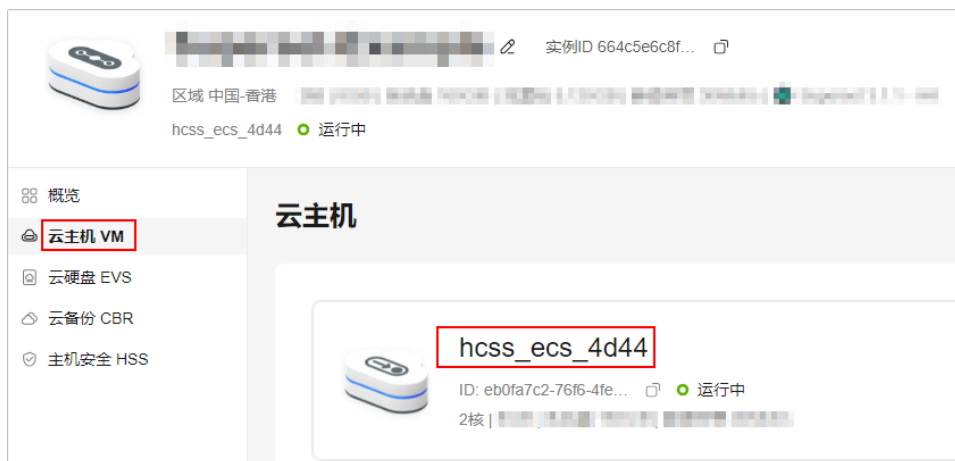 实例ID 664c5e6c8f...
区域 中国-香港
hcss_ecs_4d44 运行中
概览
云主机 VM
云硬盘 EVS
云备份 CBR
主机安全 HSS
云主机
hcss_ecs_4d44
ID: eb0fa7c2-76f6-4fe... 运行中
2核 |